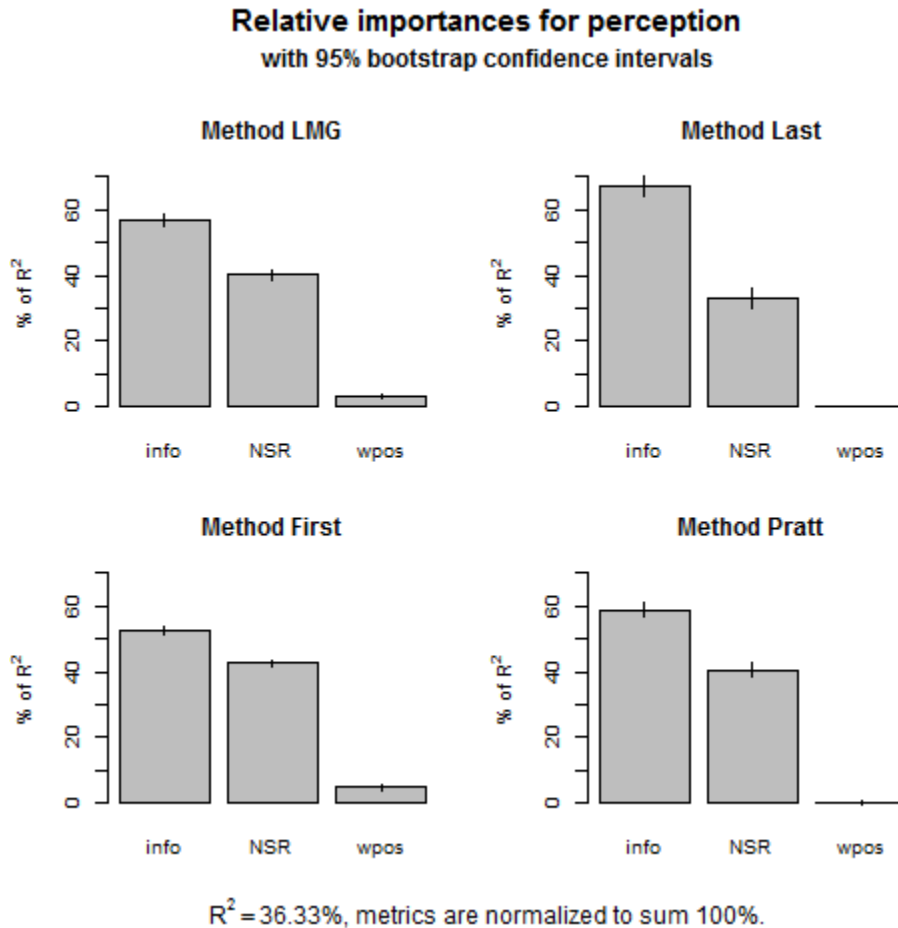 Relative importances for perception
with 95% bootstrap confidence intervals
Method LMG
% of R²
0 20 40 60
info NSR wpos
Method Last
% of R²
0 20 40 60
info NSR wpos
Method First
% of R²
0 20 40 60
info NSR wpos
Method Pratt
% of R²
0 20 40 60
info NSR wpos
R² = 36.33%, metrics are normalized to sum 100%.